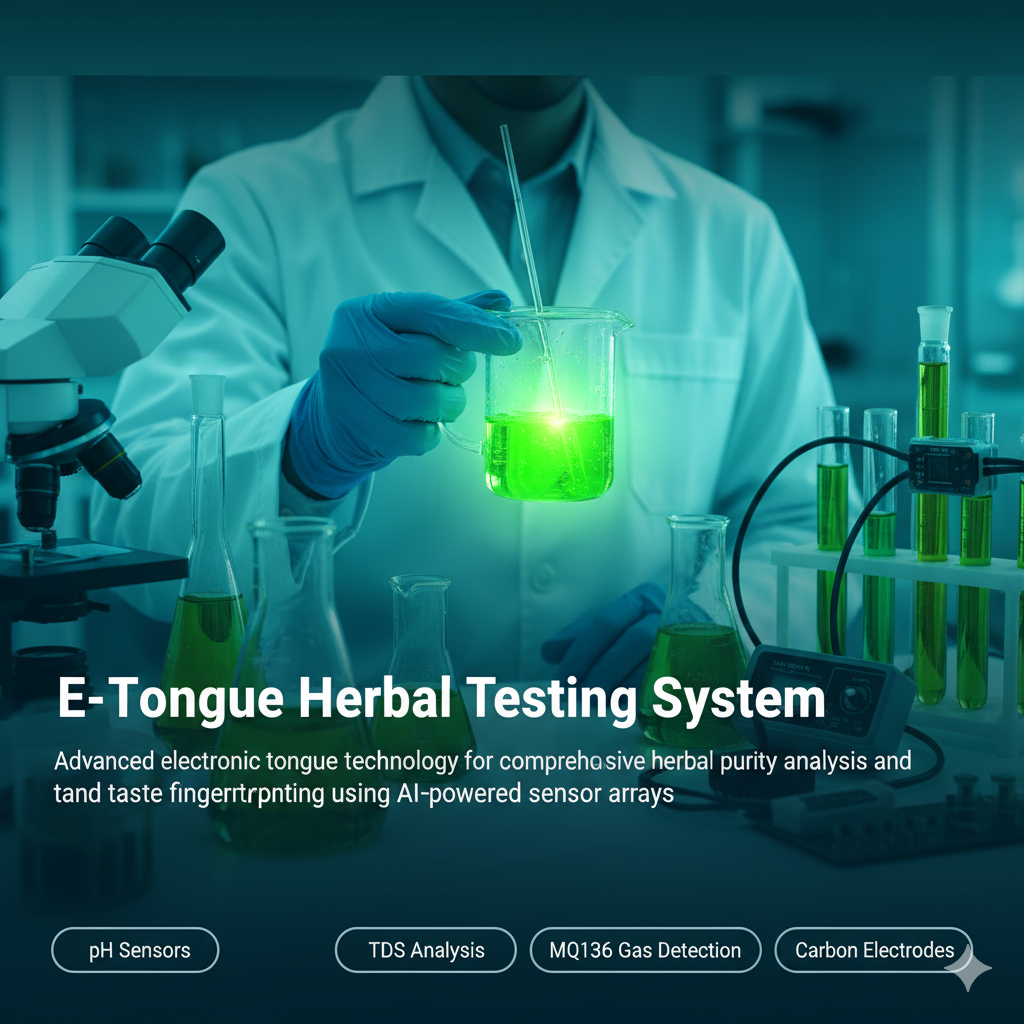 E-Tongue Herbal Testing System
Advanced electronic tongue technology for comprehasive herbal purity analysis and
tand taste fingerrtrpnting using AI-powered sensor arrays
pH Sensors
TDS Analysis
MQ136 Gas Detection
Carbon Electrodes